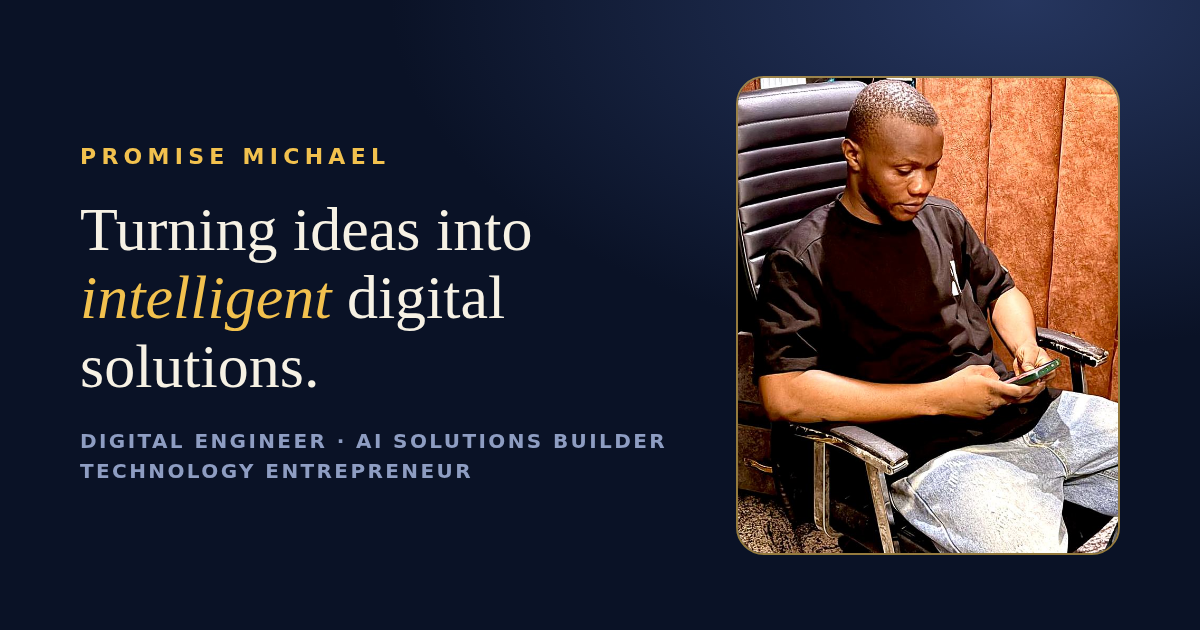 PROMISE MICHAEL
Turning ideas into
intelligent digital
solutions.
DIGITAL ENGINEER · AI SOLUTIONS BUILDER
TECHNOLOGY ENTREPRENEUR